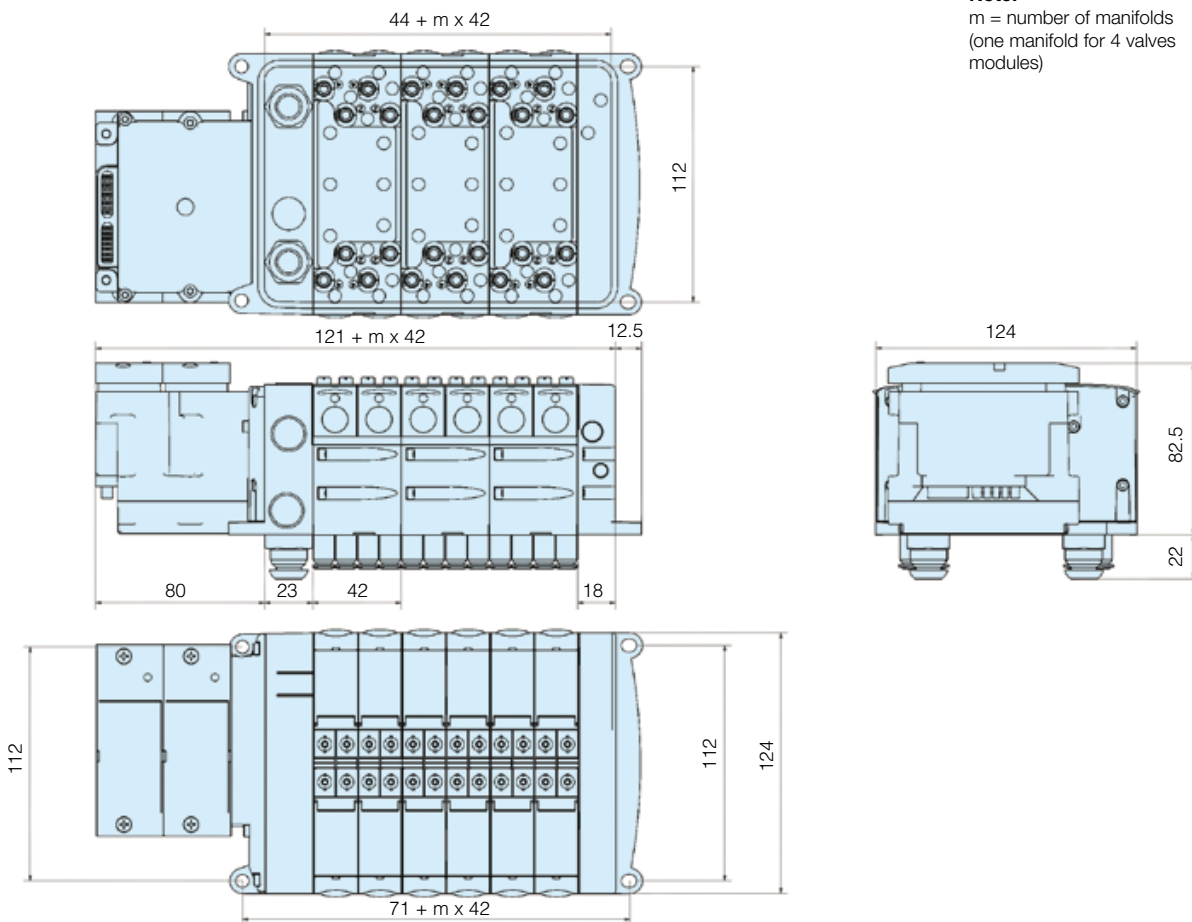 44 + m x 42
m = number of manifolds
(one manifold for 4 valves
modules)
112
121 + m x 42
12.5
124
82.5
22
80
23
42
18
112
112
124
71 + m x 42